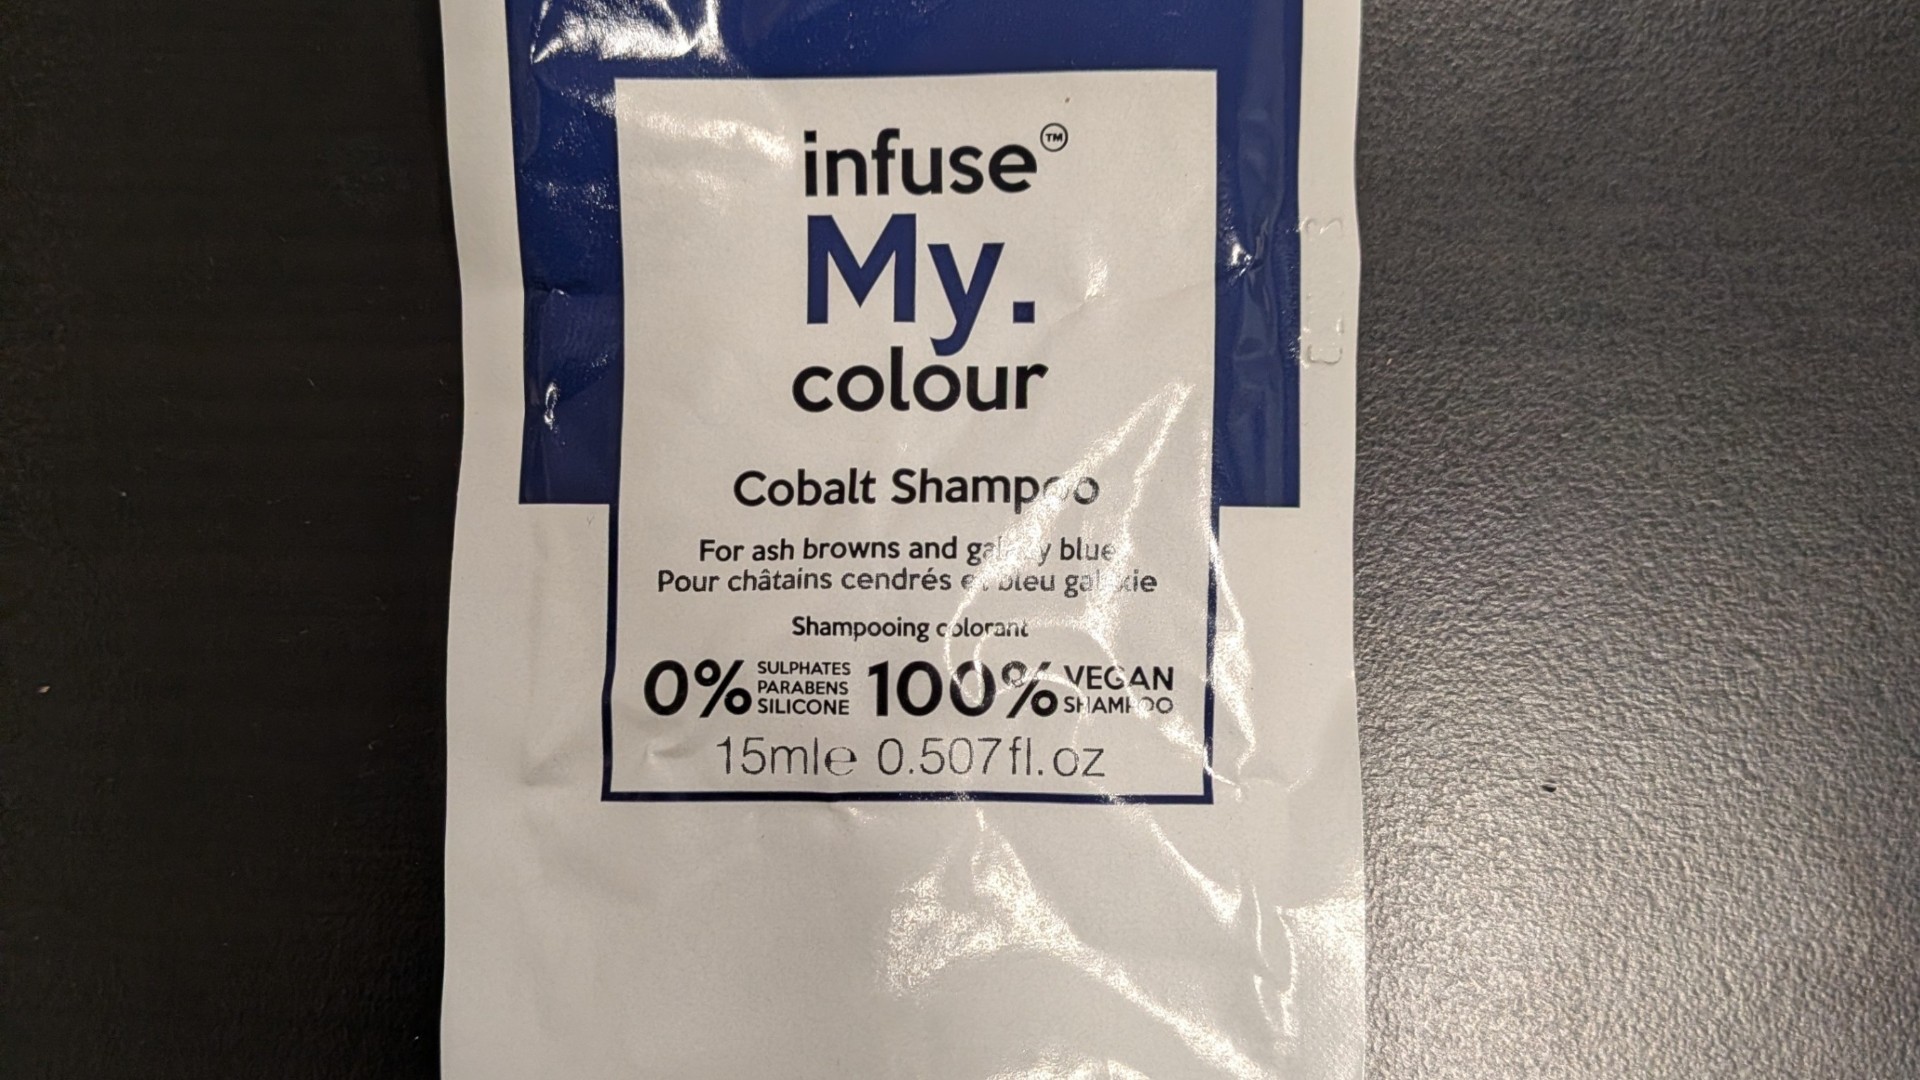 infuse™
My.
colour
Cobalt Shampoo
For ash browns and galaxy blue
Pour châtains cendrés et bleu galaxie
Shampooing colorant
0% SULPHATES PARABENS SILICONE 100% VEGAN SHAMPOO
15ml℮ 0.507fl.oz